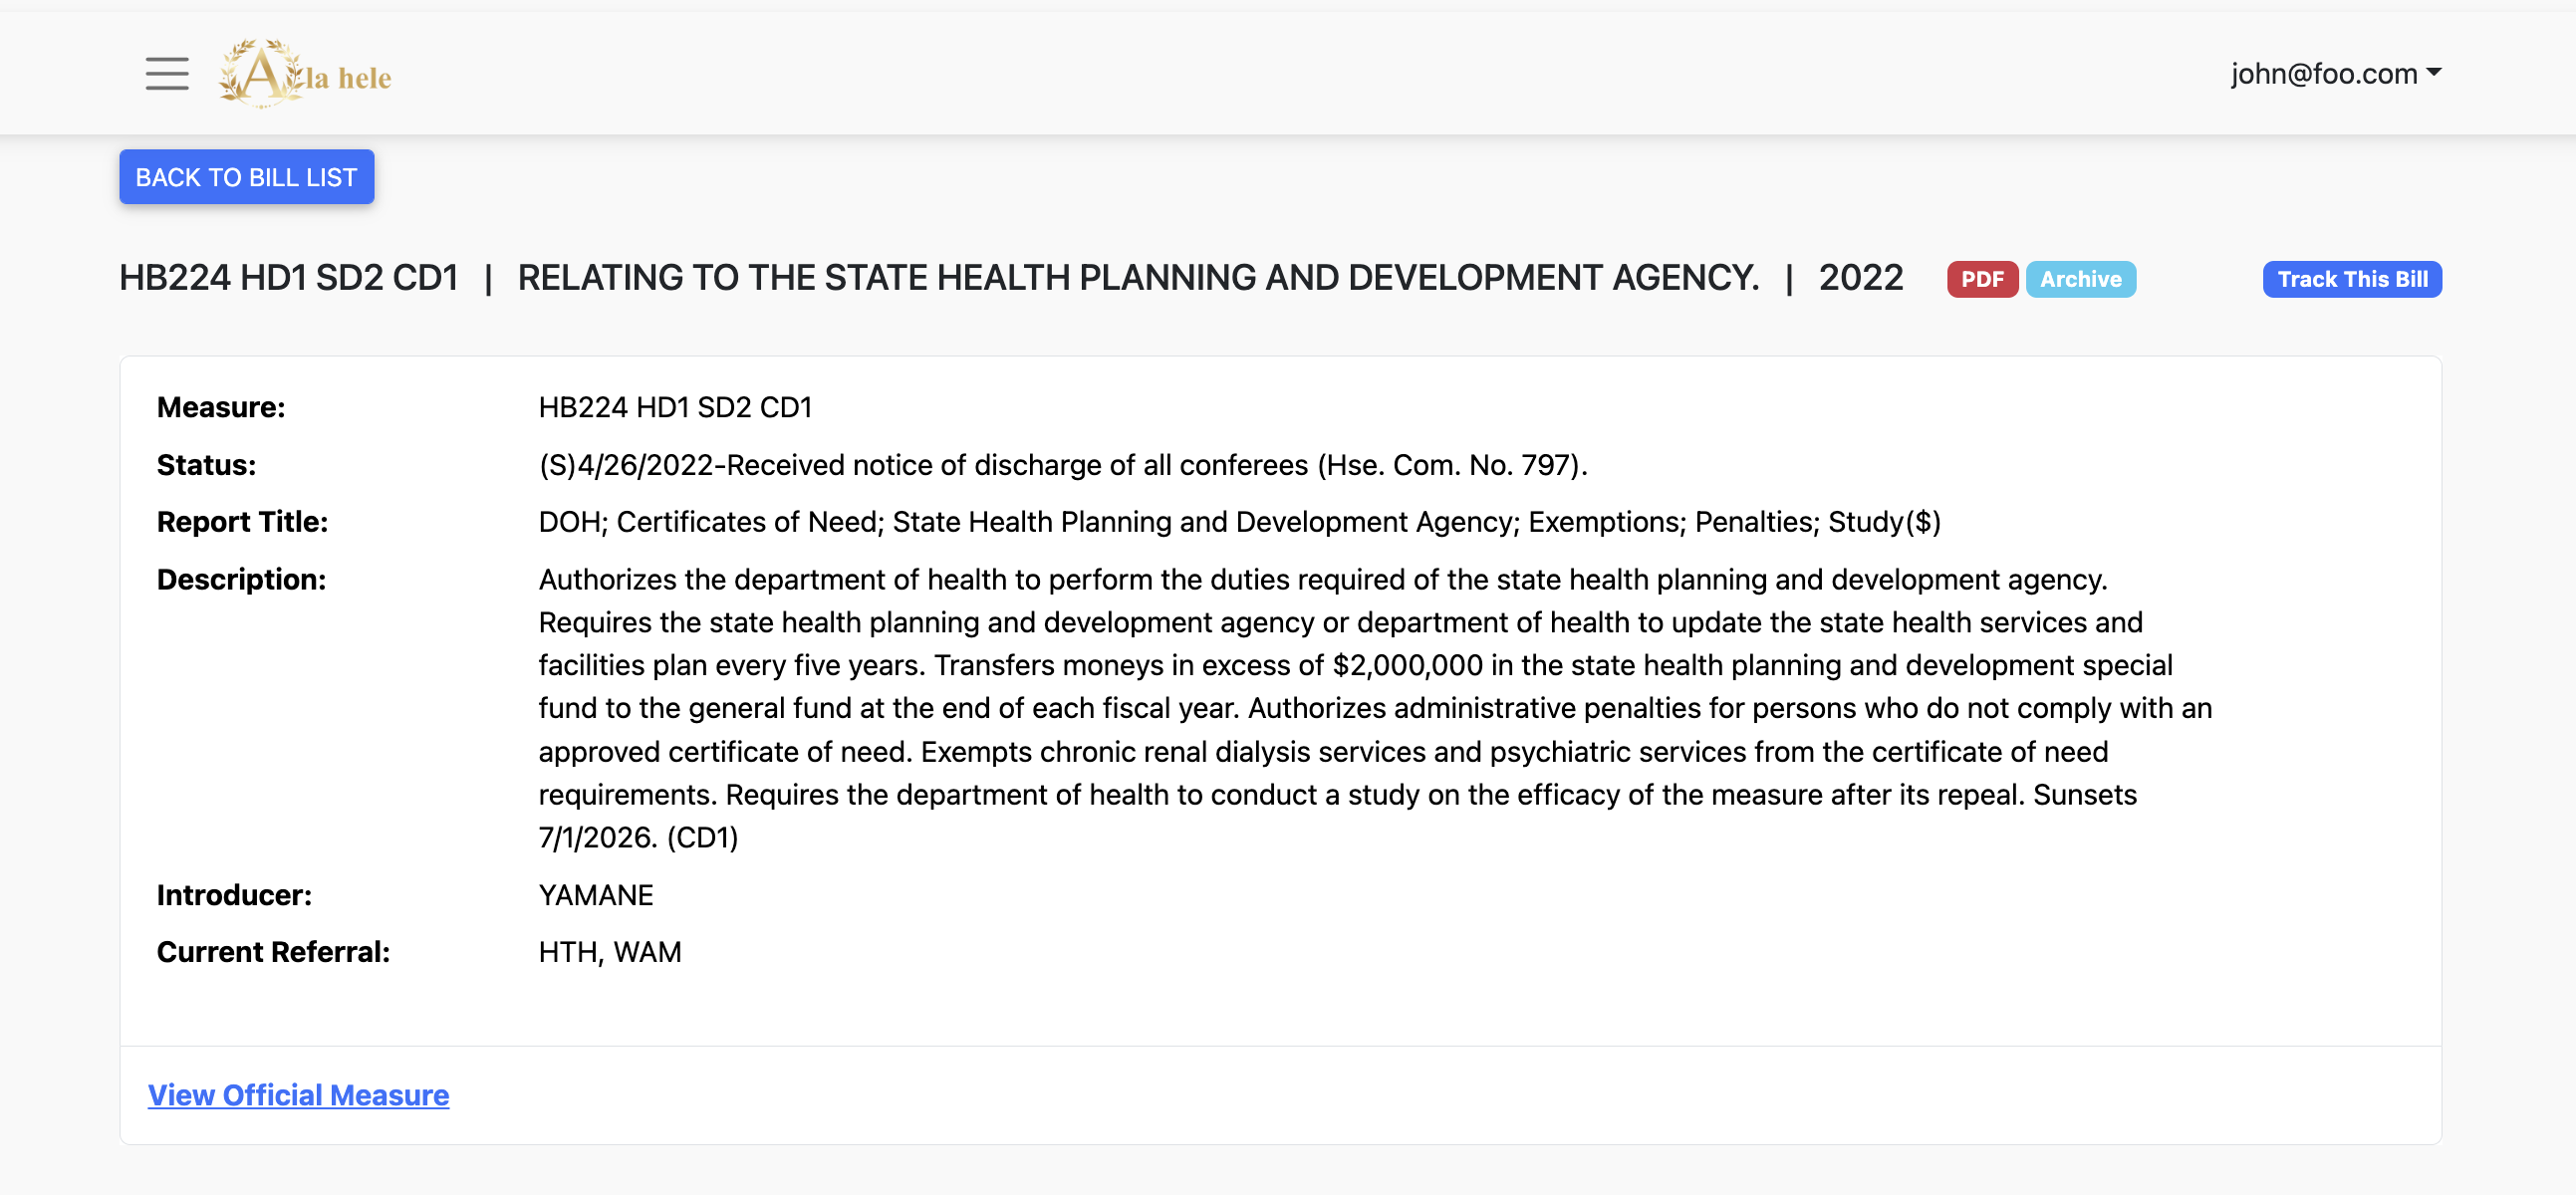 Ala hele
john@foo.com
BACK TO BILL LIST
HB224 HD1 SD2 CD1 | RELATING TO THE STATE HEALTH PLANNING AND DEVELOPMENT AGENCY. | 2022 PDF Archive Track This Bill
Measure: HB224 HD1 SD2 CD1
Status: (S)4/26/2022-Received notice of discharge of all conferees (Hse. Com. No. 797).
Report Title: DOH; Certificates of Need; State Health Planning and Development Agency; Exemptions; Penalties; Study($)
Description: Authorizes the department of health to perform the duties required of the state health planning and development agency.
Requires the state health planning and development agency or department of health to update the state health services and
facilities plan every five years. Transfers moneys in excess of $2,000,000 in the state health planning and development special
fund to the general fund at the end of each fiscal year. Authorizes administrative penalties for persons who do not comply with an
approved certificate of need. Exempts chronic renal dialysis services and psychiatric services from the certificate of need
requirements. Requires the department of health to conduct a study on the efficacy of the measure after its repeal. Sunsets
7/1/2026. (CD1)
Introducer: YAMANE
Current Referral: HTH, WAM
View Official Measure